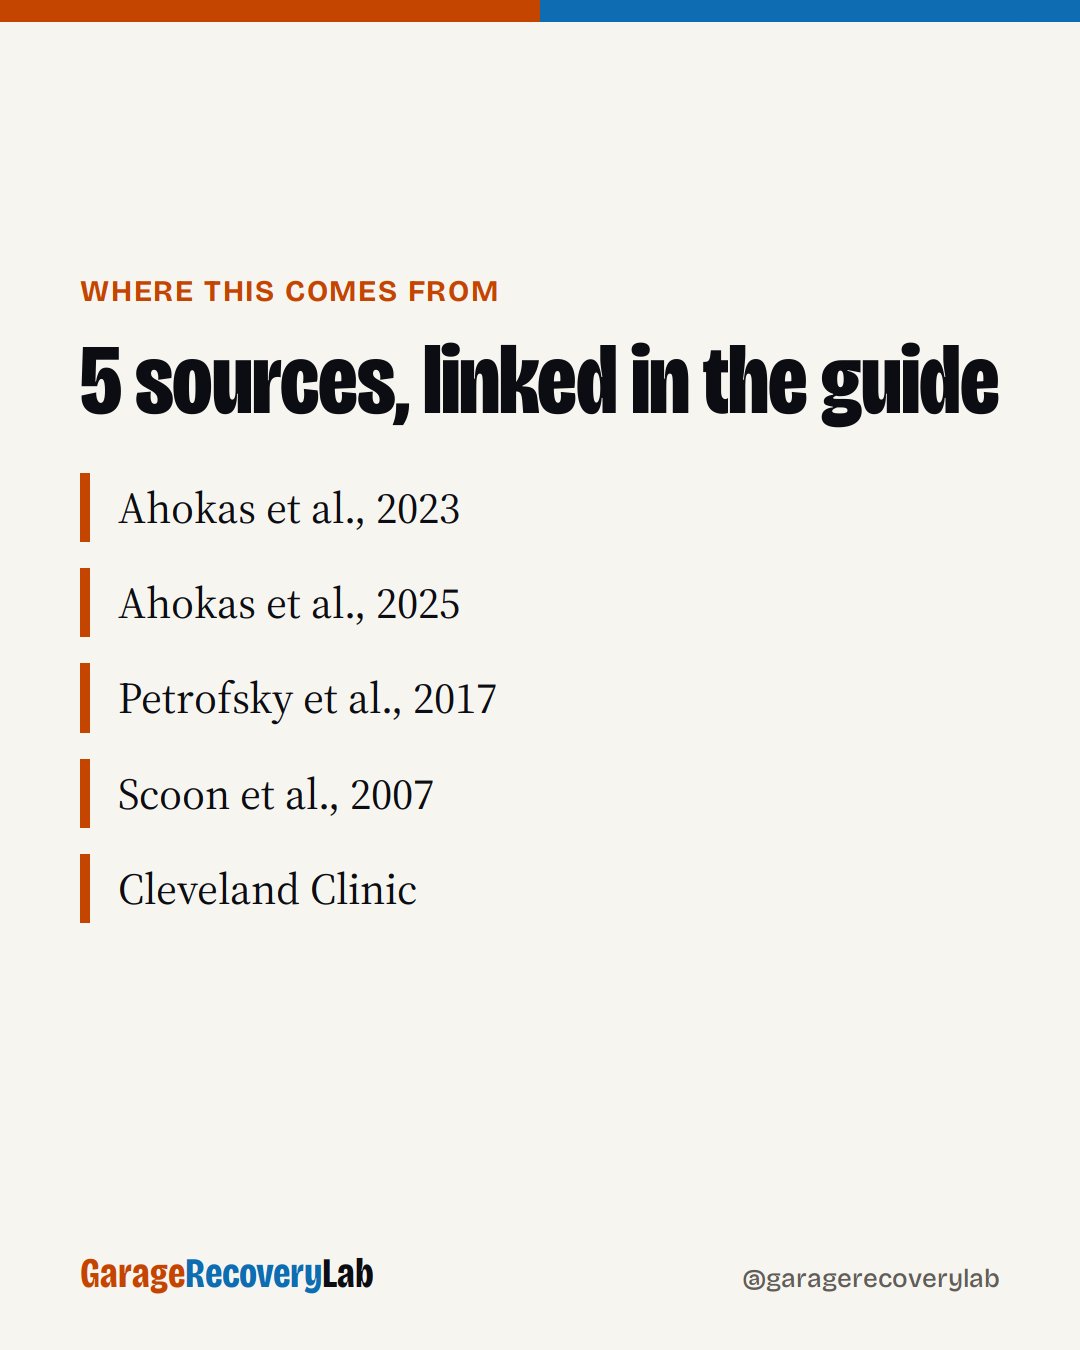 WHERE THIS COMES FROM
5 sources, linked in the guide
Ahokas et al., 2023
Ahokas et al., 2025
Petrofsky et al., 2017
Scoon et al., 2007
Cleveland Clinic
GarageRecoveryLab
@garagerecoverylab